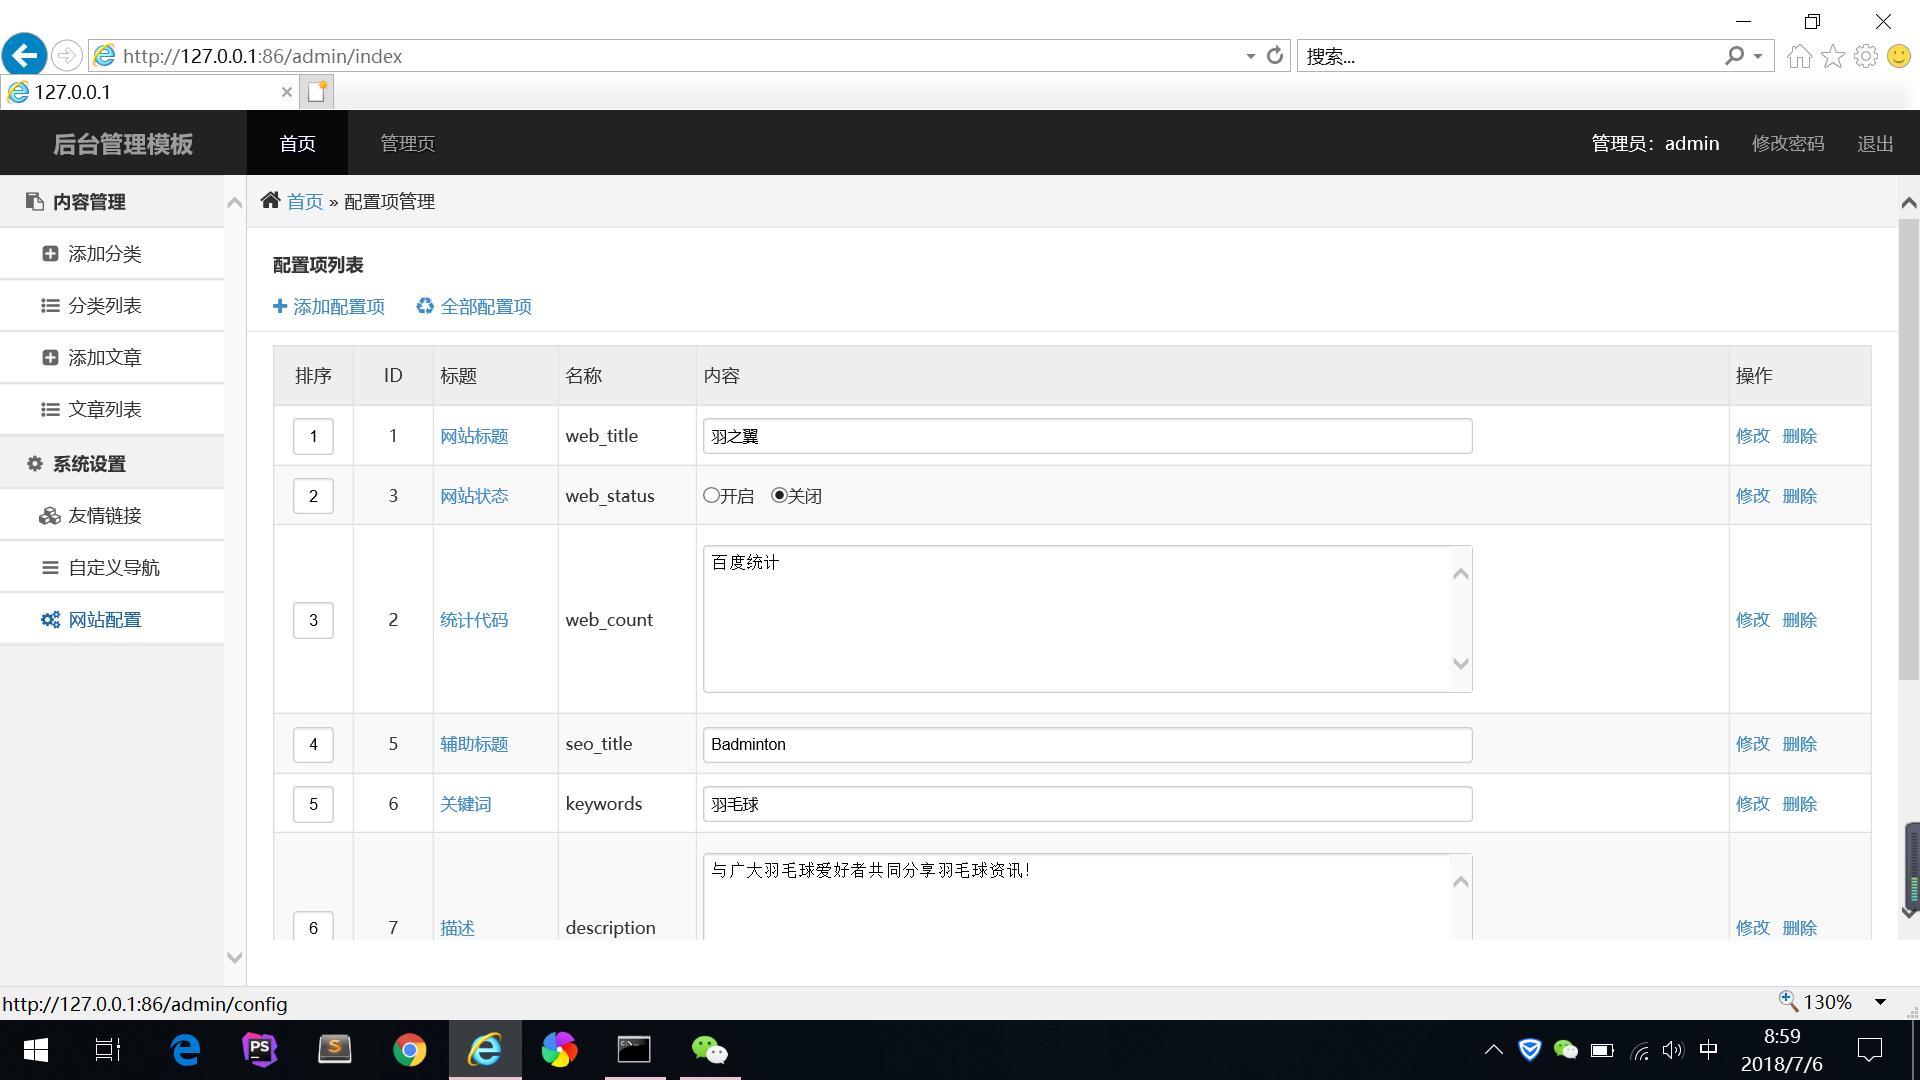 http://127.0.0.1:86/admin/index
搜索...
127.0.0.1
后台管理模板
首页
管理页
管理员：admin
修改密码
退出
内容管理
添加分类
分类列表
添加文章
文章列表
系统设置
友情链接
自定义导航
网站配置
首页 » 配置项管理
配置项列表
添加配置项 全部配置项
排序 ID 标题 名称 内容 操作
1 1 网站标题 web_title 羽之翼 修改 删除
2 3 网站状态 web_status 开启 关闭 修改 删除
3 2 统计代码 web_count 百度统计 修改 删除
4 5 辅助标题 seo_title Badminton 修改 删除
5 6 关键词 keywords 羽毛球 修改 删除
6 7 描述 description 与广大羽毛球爱好者共同分享羽毛球资讯! 修改 删除
http://127.0.0.1:86/admin/config
130%
PS
S
中
8:59
2018/7/6